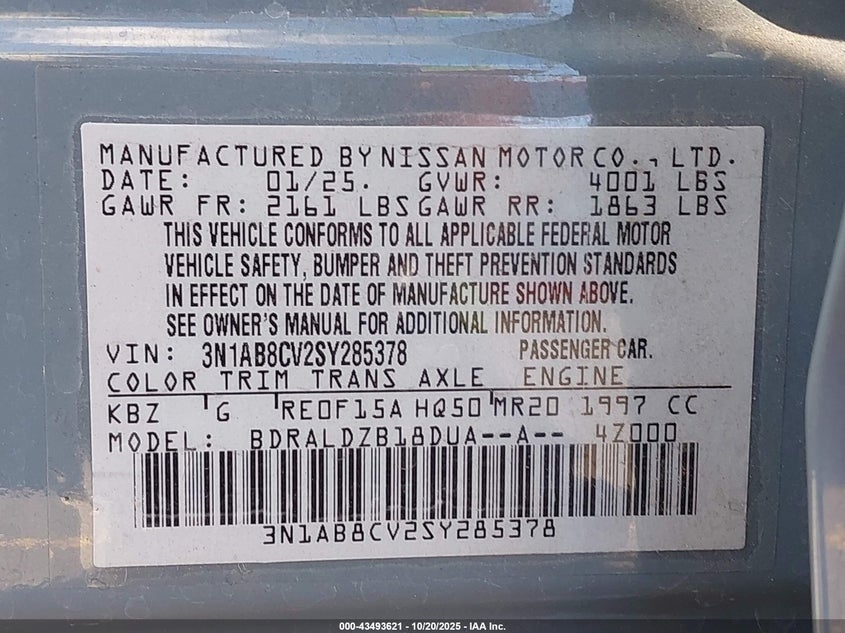 MANUFACTURED BY NISSAN MOTOR CO., LTD.
DATE: 01/25. GVWR: 4001 LBS
GAWR FR: 2161 LBS GAWR RR: 1863 LBS
THIS VEHICLE CONFORMS TO ALL APPLICABLE FEDERAL MOTOR
VEHICLE SAFETY, BUMPER AND THEFT PREVENTION STANDARDS
IN EFFECT ON THE DATE OF MANUFACTURE SHOWN ABOVE.
SEE OWNER'S MANUAL FOR ADDITIONAL INFORMATION.
VIN: 3N1AB8CV2SY285378 PASSENGER CAR.
COLOR TRIM TRANS AXLE ENGINE
KBZ G RE0F15A HQ50 MR20 1997 CC
MODEL: BDRALDZB18DUA--A-- 4Z000
3N1AB8CV2SY285378
000-43493621 - 10/20/2025 - IAA Inc.